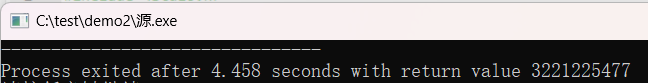 C:\test\demo2\源.exe
--------------------------------
Process exited after 4.458 seconds with return value 3221225477